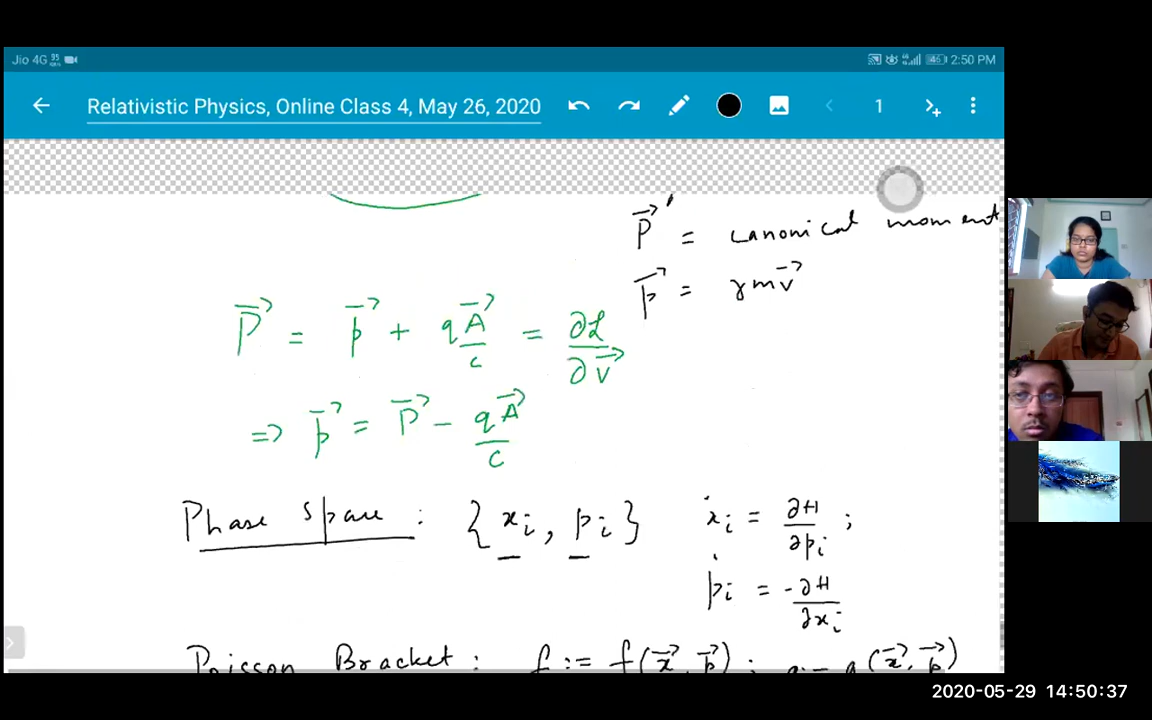 Jio 4G 2:50 PM
Relativistic Physics, Online Class 4, May 26, 2020 1
P⃗ = canonical moment
p⃗ = γmv⃗
P⃗ = p⃗ + qA⃗/c = ∂L/∂v⃗
=> p⃗ = P⃗ - qA⃗/c
Phase Space : { xi, pi } ẋi = ∂H/∂pi ;
ṗi = -∂H/∂xi
Poisson Bracket : f := f(x⃗, p⃗) ; g := g(x⃗, p⃗)
2020-05-29 14:50:37